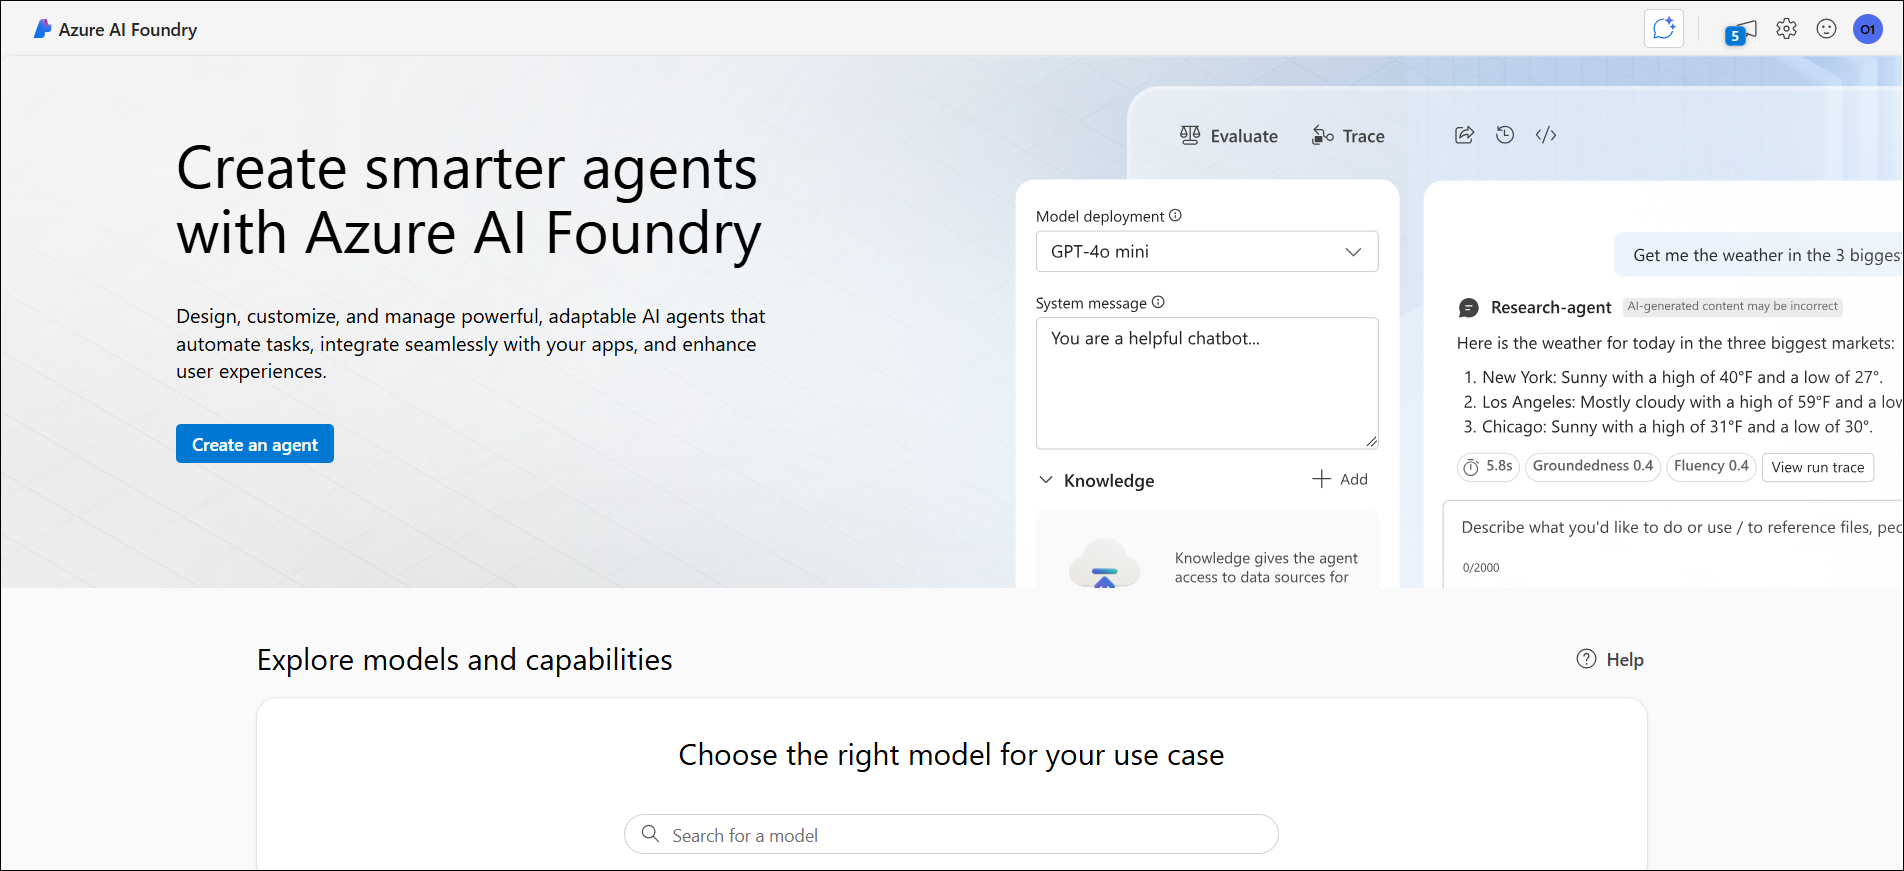 Azure AI Foundry
5
O1
Create smarter agents
with Azure AI Foundry
Design, customize, and manage powerful, adaptable AI agents that
automate tasks, integrate seamlessly with your apps, and enhance
user experiences.
Create an agent
Evaluate
Trace
Model deployment
GPT-4o mini
System message
You are a helpful chatbot...
Knowledge
Add
Knowledge gives the agent
access to data sources for
Get me the weather in the 3
Research-agent
AI-generated content may be incorrect
Here is the weather for today in the three biggest markets:
1. New York: Sunny with a high of 40°F and a low of 27°.
2. Los Angeles: Mostly cloudy with a high of 59°F and a
3. Chicago: Sunny with a high of 31°F and a low of 30°.
5.8s
Groundedness 0.4
Fluency 0.4
View run trace
Describe what you'd like to do or use / to reference files,
0/2000
Explore models and capabilities
Help
Choose the right model for your use case
Search for a model